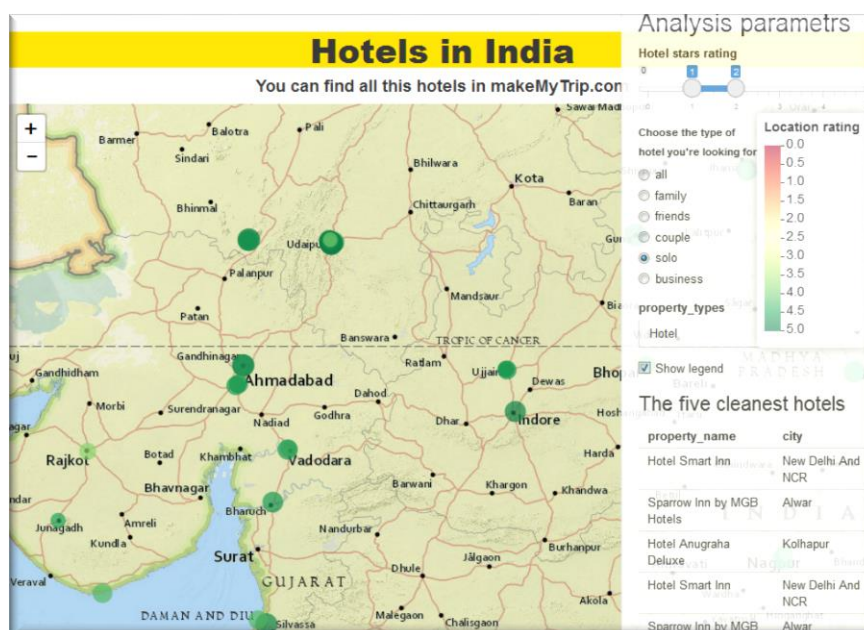 Hotels in India
You can find all this hotels in makeMyTrip.com
+
−
Barmer
Balotra
Pali
Sindari
Bhilwara
Kota
Bhinmal
Chittaurgarh
Baran
Udaipur
Palanpur
Mandsaur
Patan
Banswara
TROPIC OF CANCER
Gandhinagar
Ratlam
Ujjain
Gandhidham
Ahmadabad
Dahod
Dewas
Morbi
Surendranagar
Nadiad
Godhra
Dhar
Indore
Rajkot
Botad
Khambhat
Vadodara
Harda
Bhavnagar
Barwani
Khargon
Khandwa
Bharuch
Junagadh
Amreli
Kundla
Nandurbar
Burhanpur
Surat
Jalgaon
Dhule
Veraval
GUJARAT
Akola
DAMAN AND DIU
Silvassa
Malegaon
Chalisgaon
Analysis parametrs
Hotel stars rating
0
1
2
0 1 2 3 4
Choose the type of
hotel you're looking for
all
family
friends
couple
solo
business
property_types
Hotel
Show legend
Location rating
0.0
0.5
1.0
1.5
2.0
2.5
3.0
3.5
4.0
4.5
5.0
MADHYA
PRADESH
The five cleanest hotels
property_name city
Hotel Smart Inn New Delhi And
NCR
Sparrow Inn by MGB Alwar
Hotels
Hotel Anugraha Kolhapur
Deluxe
Hotel Smart Inn New Delhi And
NCR
Sparrow Inn by MGB Alwar
INDIA